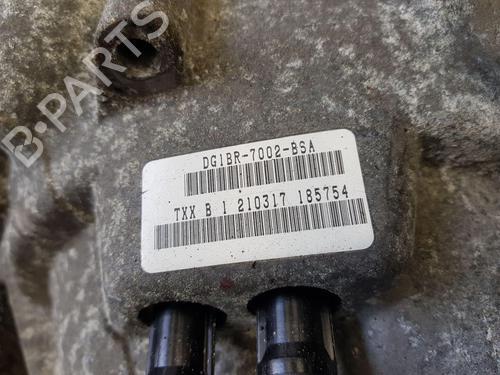 B-PARTS
DG1BR-7002-BSA
TXX B 1 210317 185754